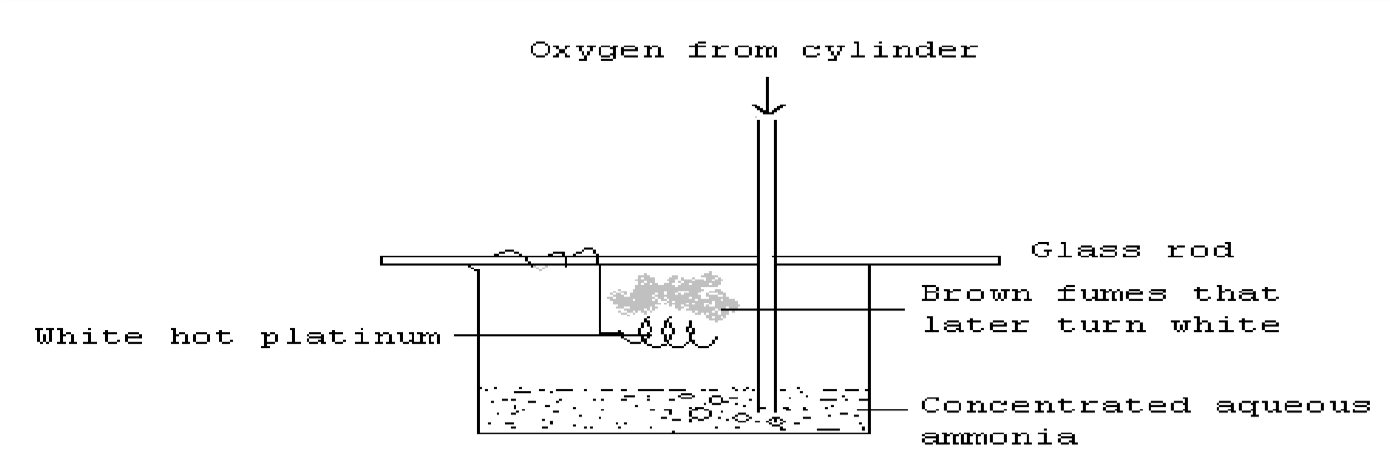 Oxygen from cylinder
Glass rod
Brown fumes that
later turn white
White hot platinum
Concentrated aqueous
ammonia